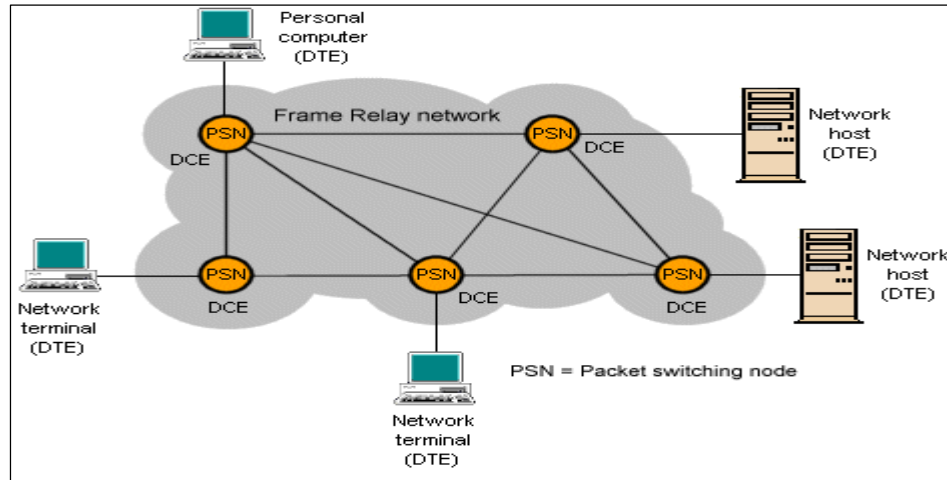 Personal
computer
(DTE)
Frame Relay network
PSN
PSN
DCE
DCE
Network
host
(DTE)
PSN
PSN
PSN
DCE
DCE
DCE
Network
host
(DTE)
Network
terminal
(DTE)
PSN = Packet switching node
Network
terminal
(DTE)